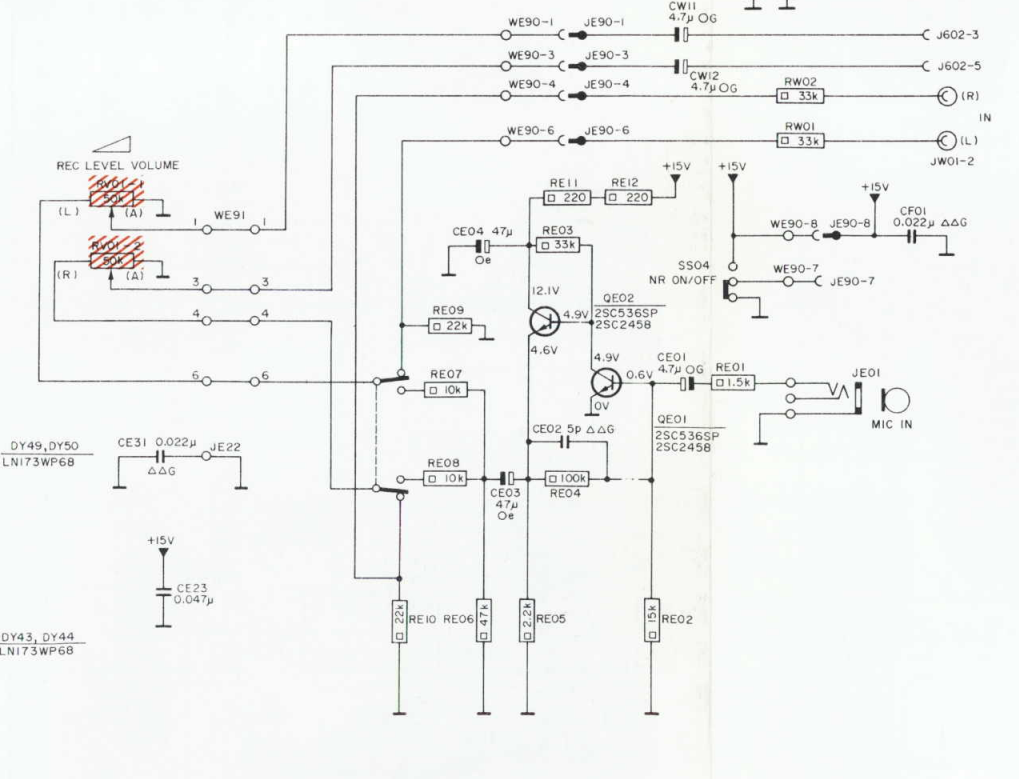 CW11
4.7µ OG
WE90-1 JE90-1
J602-3
WE90-3 JE90-3
J602-5
CW12
4.7µ OG
WE90-4 JE90-4
RW02
33k
(R)
IN
WE90-6 JE90-6
RW01
33k
(L)
JW01-2
REC LEVEL VOLUME
RV01-1
50k
(L) (A)
1 WE91 1
RV01-2
50k
(R) (A)
3 3
4 4
6 6
+15V
RE11 RE12
220 220
+15V
+15V
CE04 47µ
Oe
RE03
33k
WE90-8 JE90-8
CF01
0.022µ ΔΔG
SS04
NR ON/OFF
WE90-7
JE90-7
12.1V
QE02
2SC536SP
2SC2458
4.9V
4.6V
RE09
22k
4.9V
CE01
4.7µ OG
RE01
1.5k
JE01
0.6V
0V
MIC IN
RE07
10k
QE01
2SC536SP
2SC2458
CE02 5p ΔΔG
DY49, DY50
LN173WP68
CE31 0.022µ
JE22
ΔΔG
RE08
10k
CE03
47µ
Oe
100k
RE04
+15V
CE23
0.047µ
22k RE10
RE06 47k
2.2k RE05
15k RE02
DY43, DY44
LN173WP68